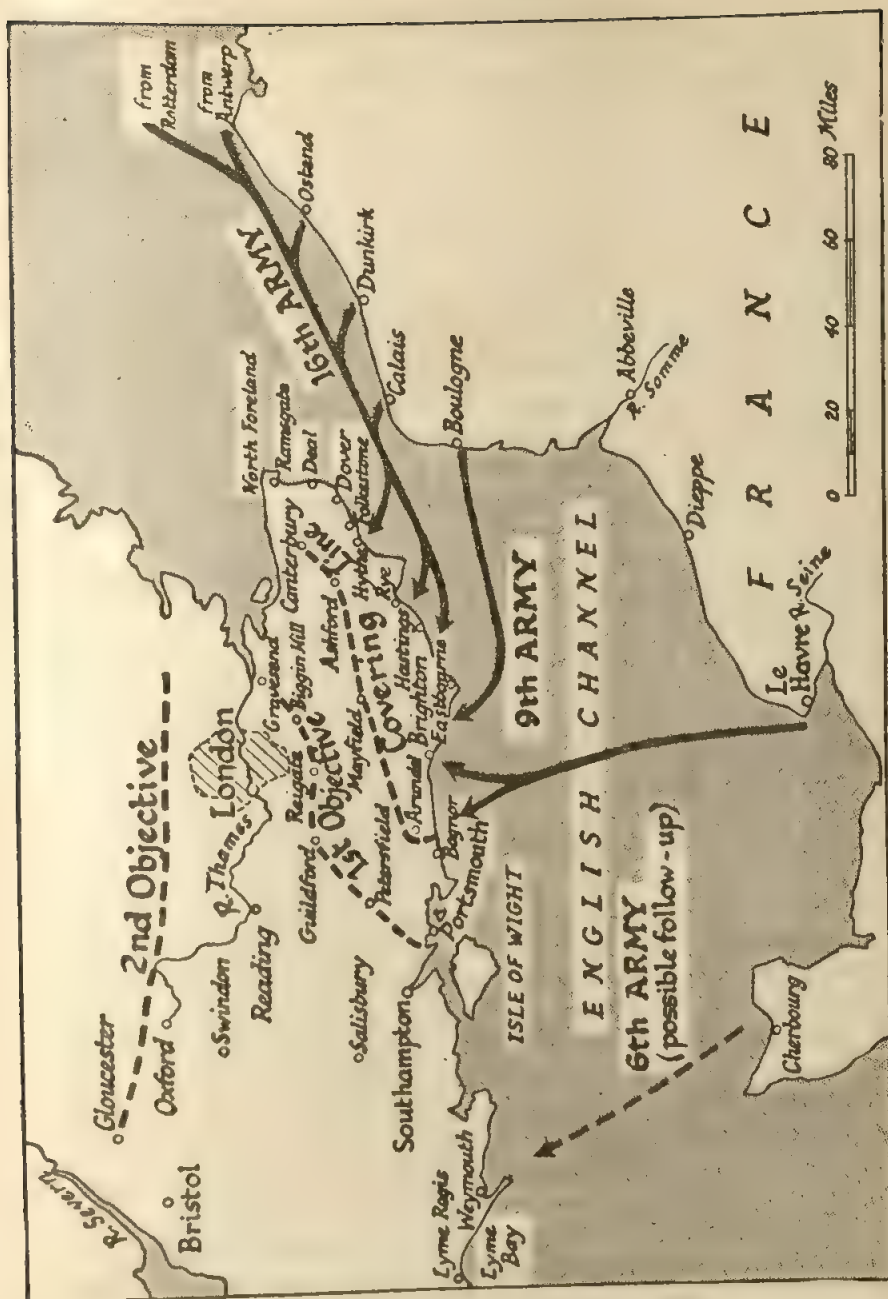 from
Rotterdam
from
Antwerp
16th ARMY
Ostend
Dunkirk
Calais
Boulogne
Abbeville
R. Somme
Dieppe
Le
Havre
R. Seine
FRANCE
0 20 40 60 80 Miles
North Foreland
Ramsgate
Deal
Dover
Folkestone
Canterbury
Hythe
Ashford
Rye
Hastings
Covering Line
Gravesend
Biggin Hill
London
R. Thames
Reigate
Mayfield
Brighton
Eastbourne
1st Objective
Guildford
Arundel
Petersfield
Bognor
Portsmouth
2nd Objective
Gloucester
Oxford
Swindon
Reading
Salisbury
Southampton
ISLE OF WIGHT
9th ARMY
ENGLISH CHANNEL
6th ARMY
(possible follow-up)
Cherbourg
R. Severn
Bristol
Lyme Regis
Weymouth
Lyme
Bay